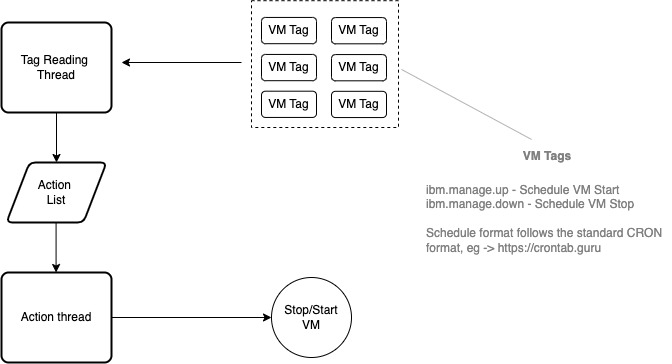 Tag Reading
Thread
VM Tag VM Tag
VM Tag VM Tag
VM Tag VM Tag
VM Tags
ibm.manage.up - Schedule VM Start
ibm.manage.down - Schedule VM Stop
Schedule format follows the standard CRON
format, eg -> https://crontab.guru
Action
List
Action thread
Stop/Start
VM